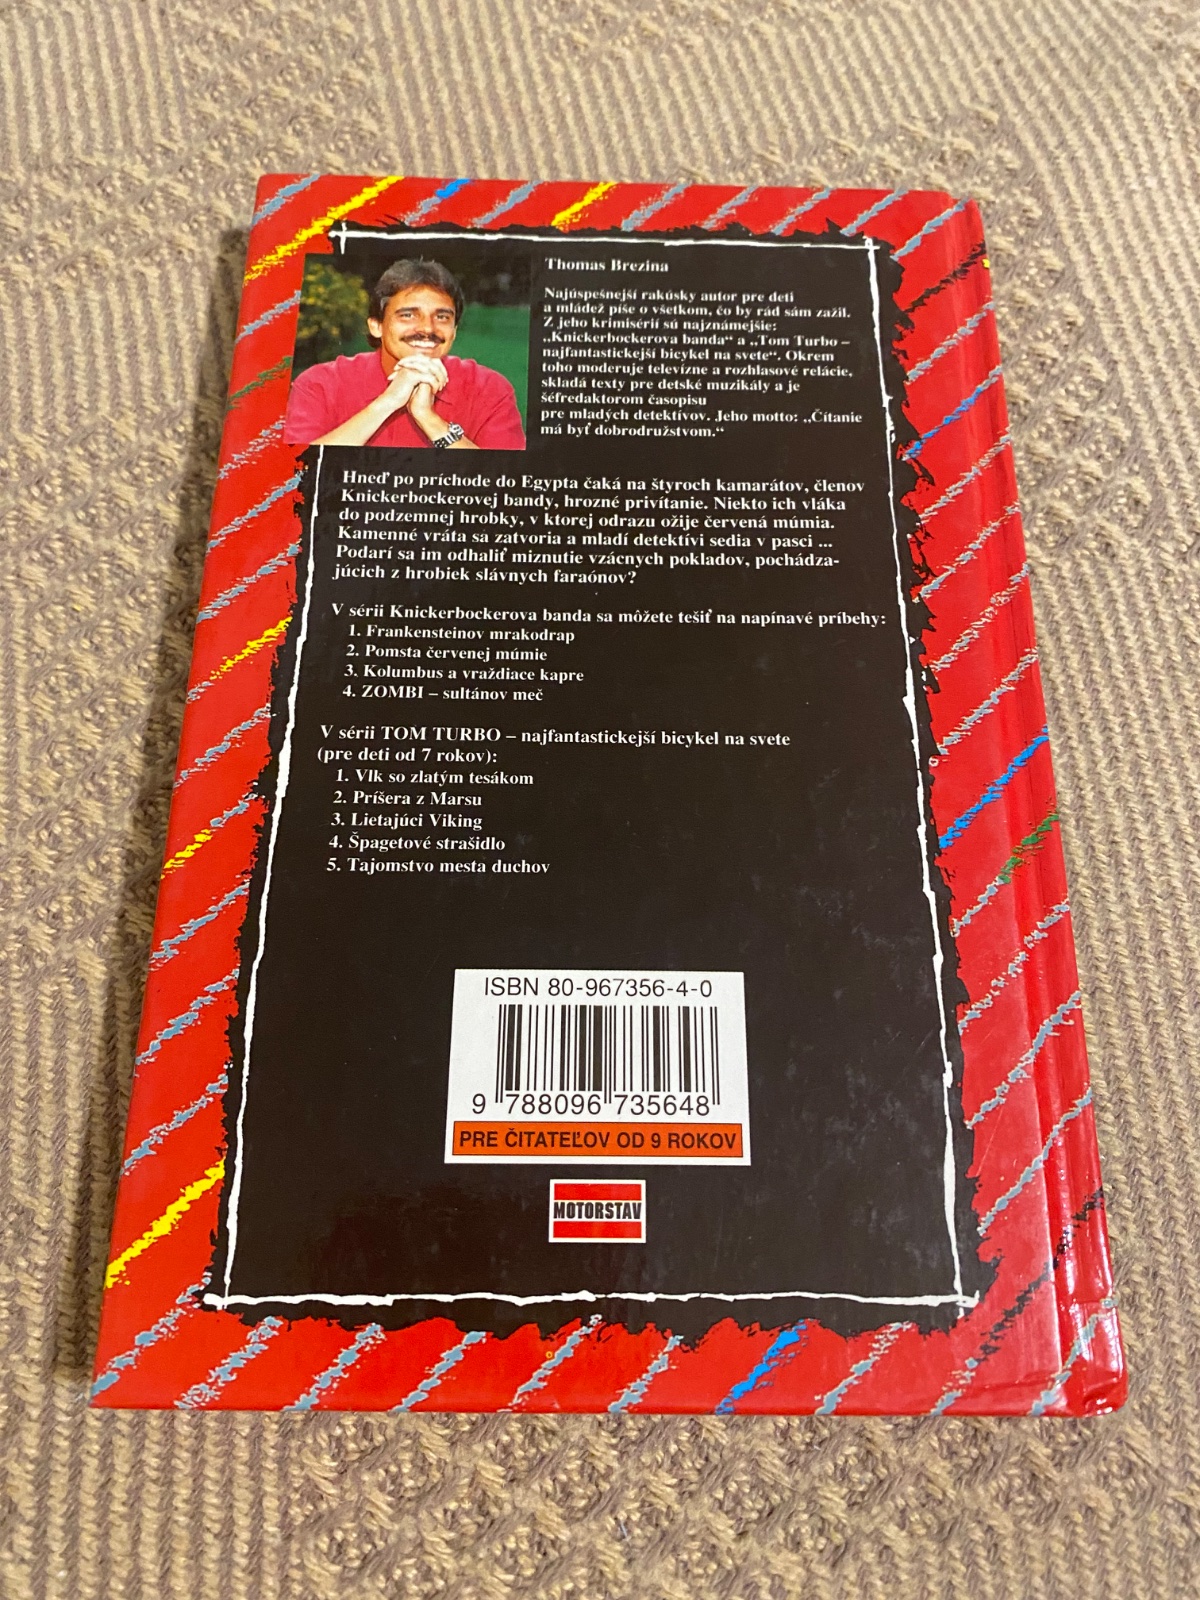 Thomas Brezina
Najúspešnejší rakúsky autor pre deti
a mládež píše o všetkom, čo by rád sám zažil.
Z jeho krimisérií sú najznámejšie:
„Knickerbockerova banda“ a „Tom Turbo –
najfantastickejší bicykel na svete“. Okrem
toho moderuje televízne a rozhlasové relácie,
skladá texty pre detské muzikály a je
šéfredaktorom časopisu
pre mladých detektívov. Jeho motto: „Čítanie
má byť dobrodružstvom.“
Hneď po príchode do Egypta čaká na štyroch kamarátov, členov
Knickerbockerovej bandy, hrozné privítanie. Niekto ich vláka
do podzemnej hrobky, v ktorej odrazu ožije červená múmia.
Kamenné vráta sa zatvoria a mladí detektívi sedia v pasci ...
Podarí sa im odhaliť miznutie vzácnych pokladov, pochádza-
júcich z hrobiek slávnych faraónov?
V sérii Knickerbockerova banda sa môžete tešiť na napínavé príbehy:
1. Frankensteinov mrakodrap
2. Pomsta červenej múmie
3. Kolumbus a vraždiace kapre
4. ZOMBI – sultánov meč
V sérii TOM TURBO – najfantastickejší bicykel na svete
(pre deti od 7 rokov):
1. Vlk so zlatým tesákom
2. Príšera z Marsu
3. Lietajúci Viking
4. Špagetové strašidlo
5. Tajomstvo mesta duchov
ISBN 80-967356-4-0
9 788096 735648
PRE ČITATEĽOV OD 9 ROKOV
MOTORSTAV